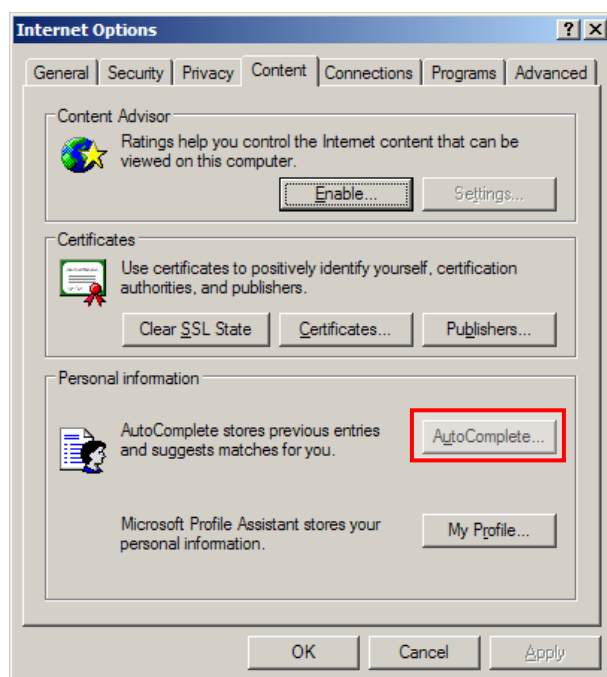 Internet Options
General Security Privacy Content Connections Programs Advanced
Content Advisor
Ratings help you control the Internet content that can be
viewed on this computer.
Enable... Settings...
Certificates
Use certificates to positively identify yourself, certification
authorities, and publishers.
Clear SSL State Certificates... Publishers...
Personal information
AutoComplete stores previous entries
and suggests matches for you.
AutoComplete...
Microsoft Profile Assistant stores your
personal information.
My Profile...
OK Cancel Apply